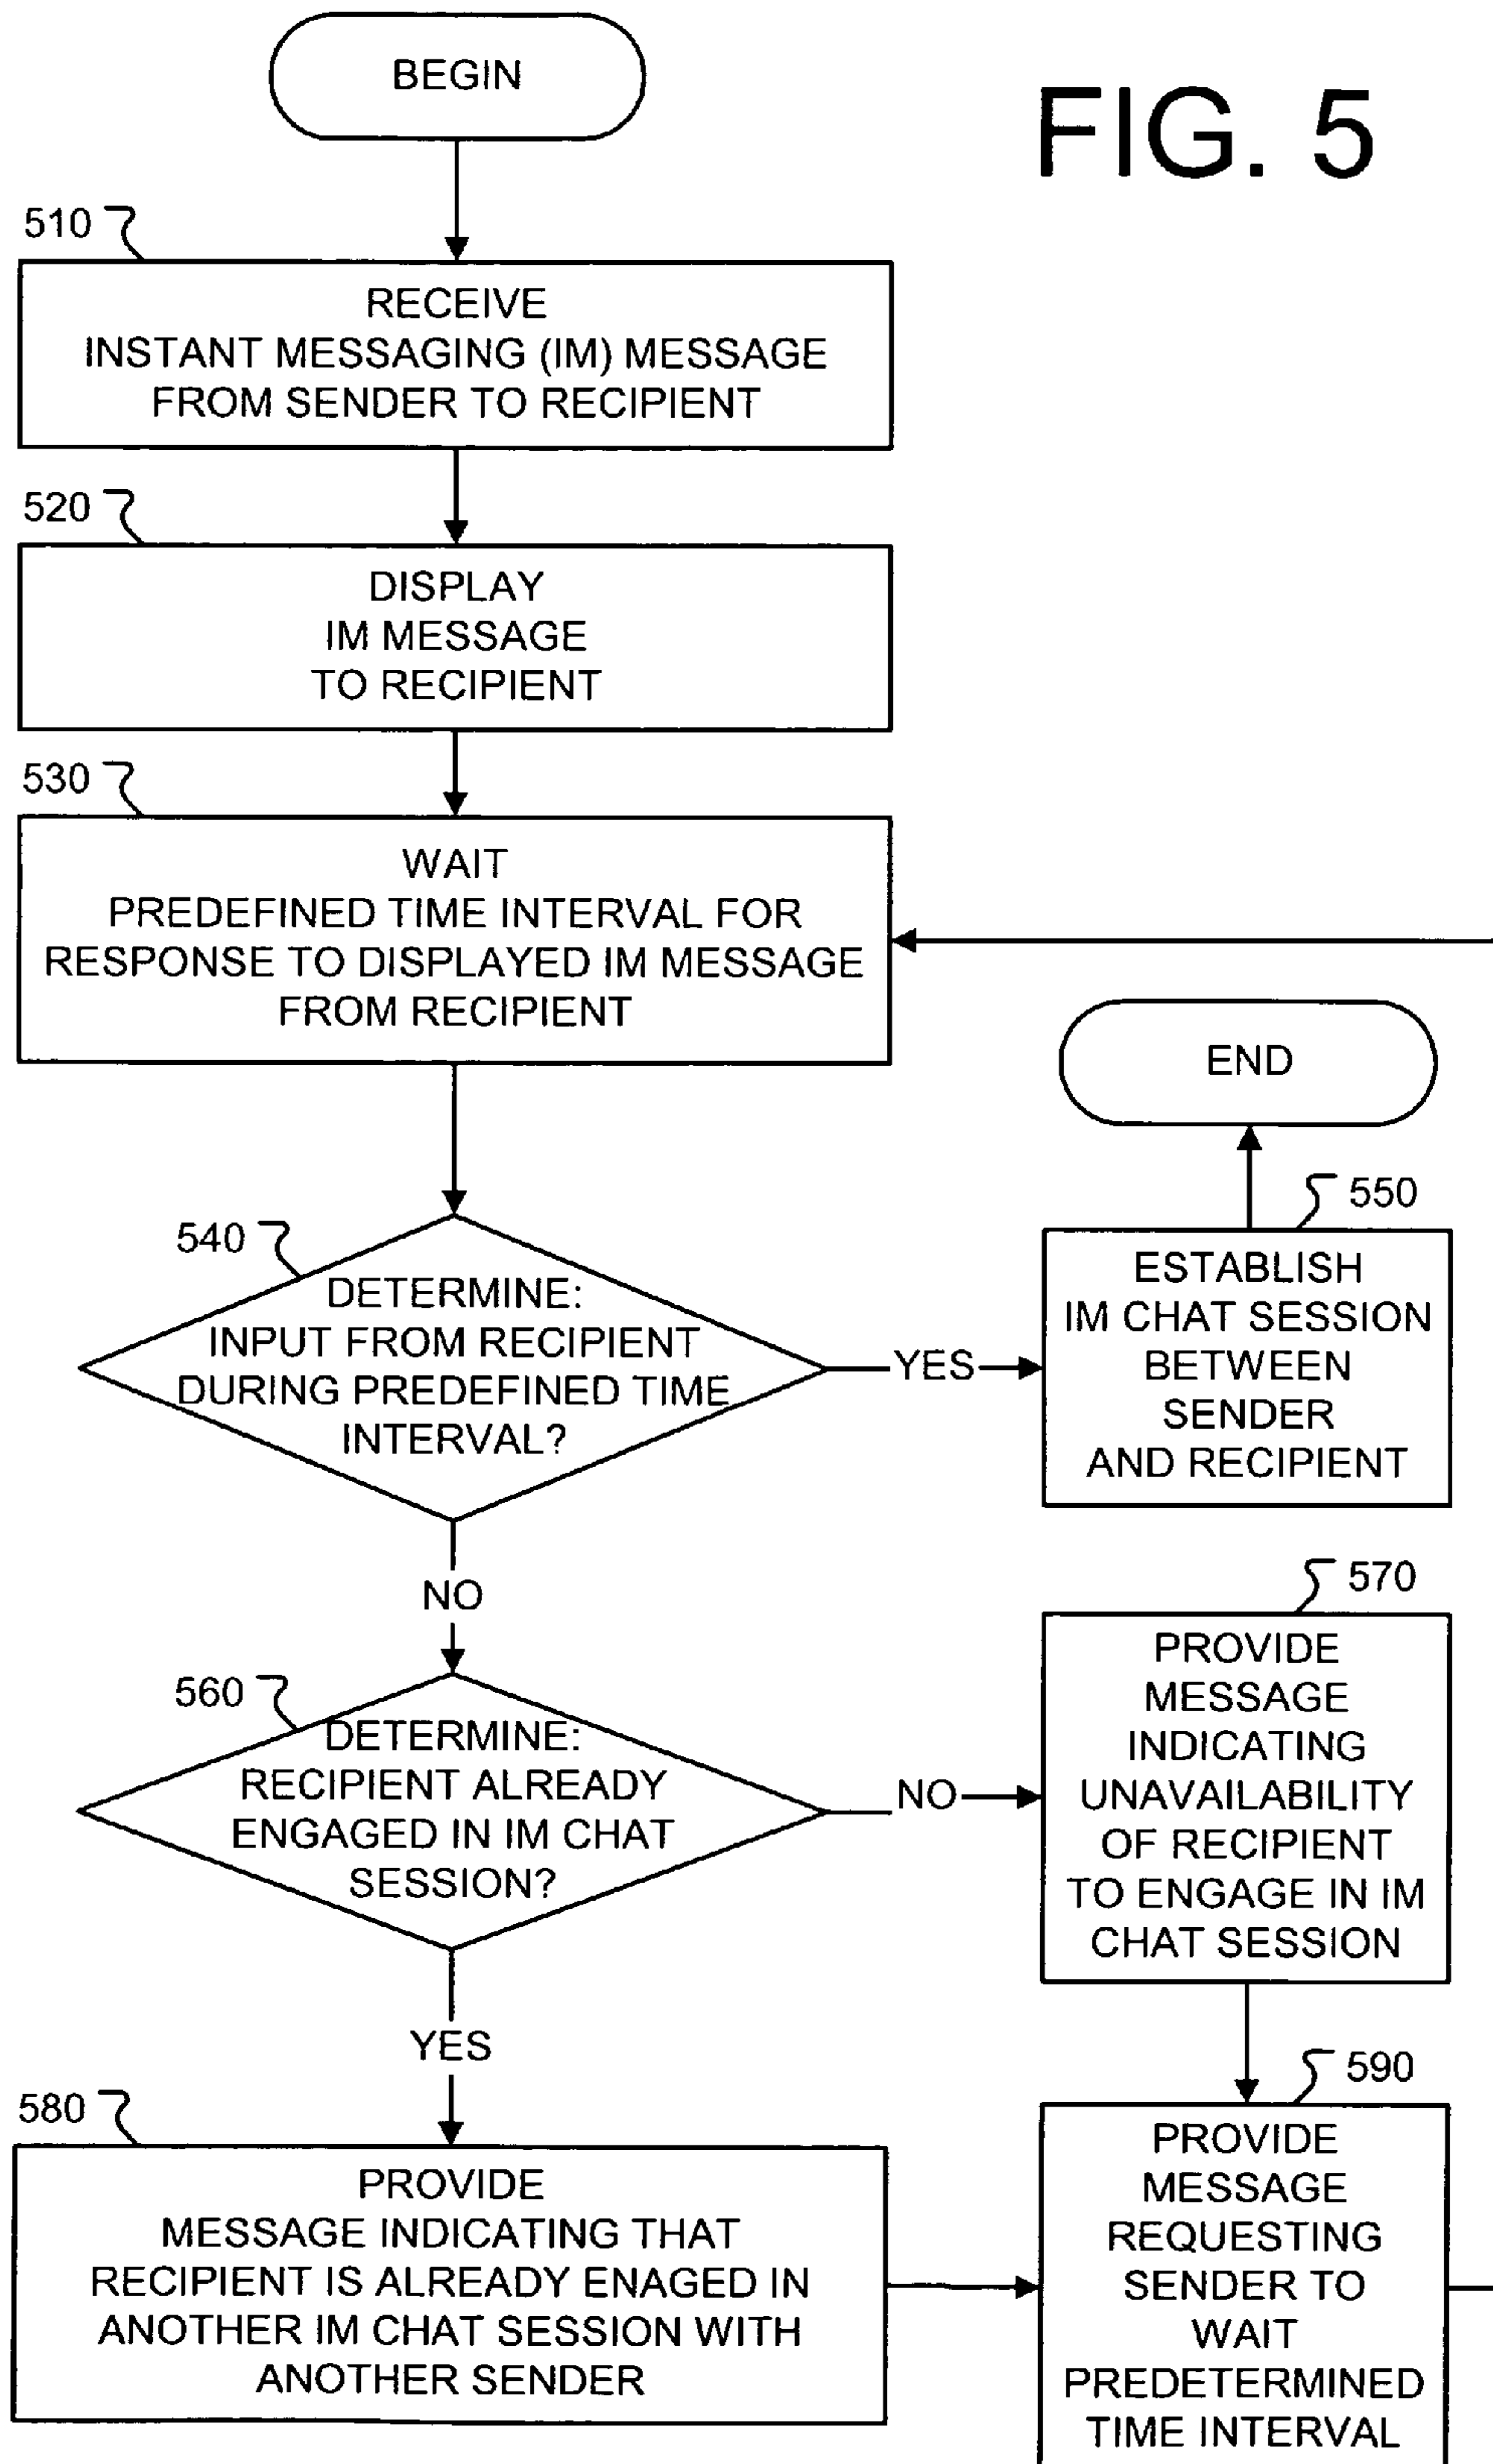 BEGIN
FIG. 5
510
RECEIVE
INSTANT MESSAGING (IM) MESSAGE
FROM SENDER TO RECIPIENT
520
DISPLAY
IM MESSAGE
TO RECIPIENT
530
WAIT
PREDEFINED TIME INTERVAL FOR
RESPONSE TO DISPLAYED IM MESSAGE
FROM RECIPIENT
END
540
DETERMINE:
INPUT FROM RECIPIENT
DURING PREDEFINED TIME
INTERVAL?
YES
550
ESTABLISH
IM CHAT SESSION
BETWEEN
SENDER
AND RECIPIENT
NO
560
DETERMINE:
RECIPIENT ALREADY
ENGAGED IN IM CHAT
SESSION?
NO
570
PROVIDE
MESSAGE
INDICATING
UNAVAILABILITY
OF RECIPIENT
TO ENGAGE IN IM
CHAT SESSION
YES
580
PROVIDE
MESSAGE INDICATING THAT
RECIPIENT IS ALREADY ENAGED IN
ANOTHER IM CHAT SESSION WITH
ANOTHER SENDER
590
PROVIDE
MESSAGE
REQUESTING
SENDER TO
WAIT
PREDETERMINED
TIME INTERVAL